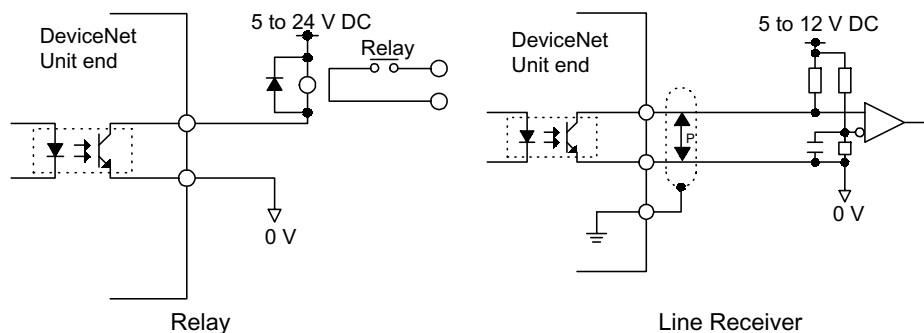 DeviceNet
Unit end
5 to 24 V DC
Relay
0 V
Relay
DeviceNet
Unit end
5 to 12 V DC
P
0 V
Line Receiver